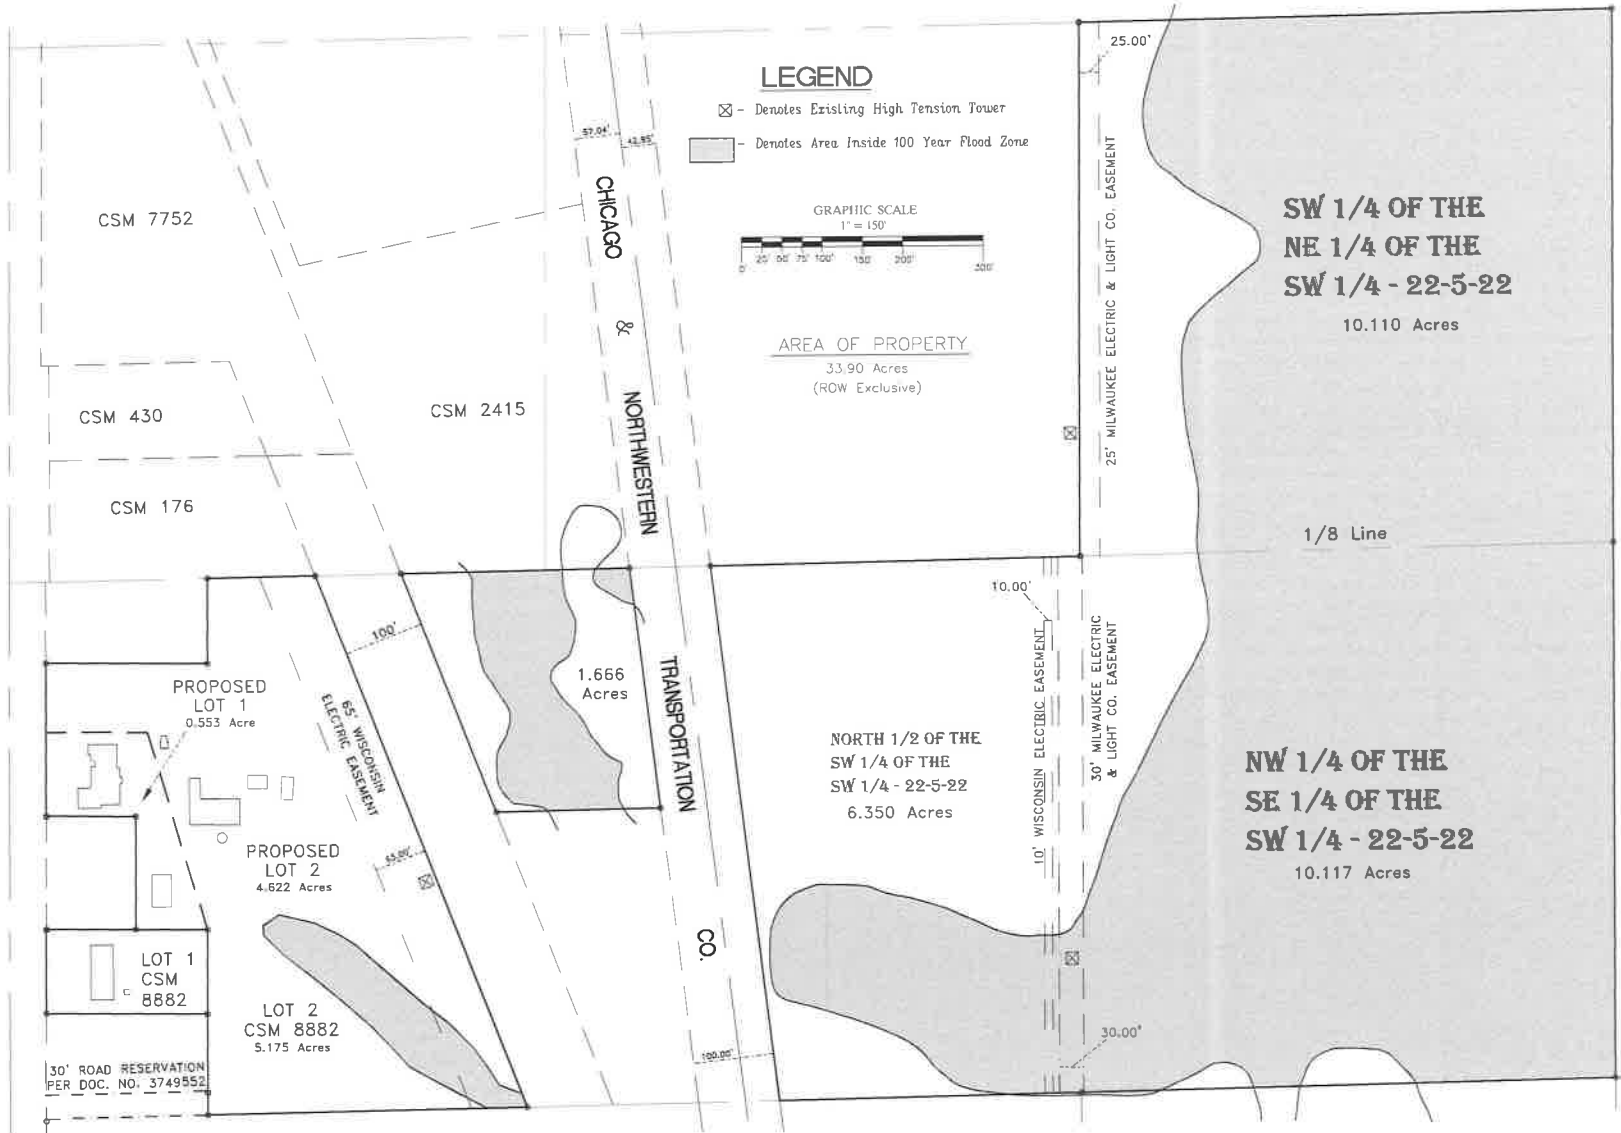 LEGEND
- Denotes Existing High Tension Tower
- Denotes Area Inside 100 Year Flood Zone
GRAPHIC SCALE
1" = 150'
0' 25' 50' 75' 100' 150' 200' 300'
AREA OF PROPERTY
33.90 Acres
(ROW Exclusive)
25.00'
57.04'
42.95'
CSM 7752
CSM 430
CSM 176
CSM 2415
CHICAGO & NORTHWESTERN TRANSPORTATION CO.
25' MILWAUKEE ELECTRIC & LIGHT CO. EASEMENT
SW 1/4 OF THE
NE 1/4 OF THE
SW 1/4 - 22-5-22
10.110 Acres
1/8 Line
10.00'
100'
1.666
Acres
PROPOSED
LOT 1
0.553 Acre
65' WISCONSIN
ELECTRIC EASEMENT
10' WISCONSIN ELECTRIC EASEMENT
30' MILWAUKEE ELECTRIC
& LIGHT CO. EASEMENT
NORTH 1/2 OF THE
SW 1/4 OF THE
SW 1/4 - 22-5-22
6.350 Acres
NW 1/4 OF THE
SE 1/4 OF THE
SW 1/4 - 22-5-22
10.117 Acres
PROPOSED
LOT 2
4.622 Acres
65.00'
LOT 1
CSM
8882
LOT 2
CSM 8882
5.175 Acres
30' ROAD RESERVATION
PER DOC. NO. 3749552
100.00'
30.00'